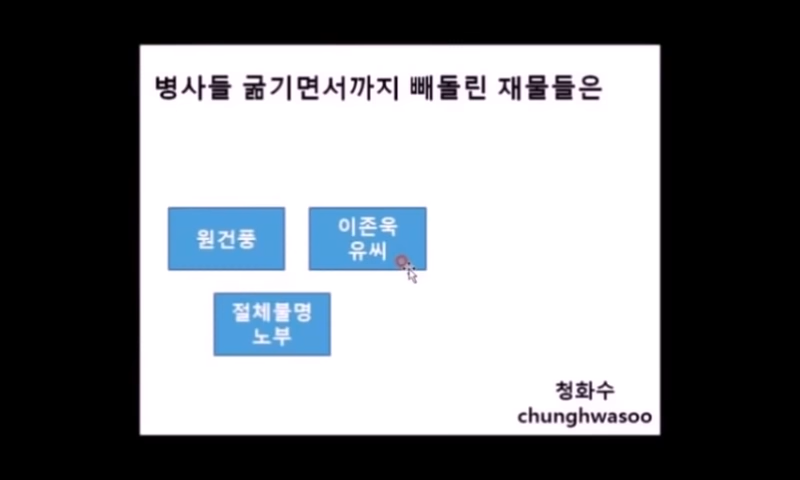 병사들 굶기면서까지 빼돌린 재물들은
원건풍
이존욱
유씨
절체불명
노부
청화수
chunghwasoo